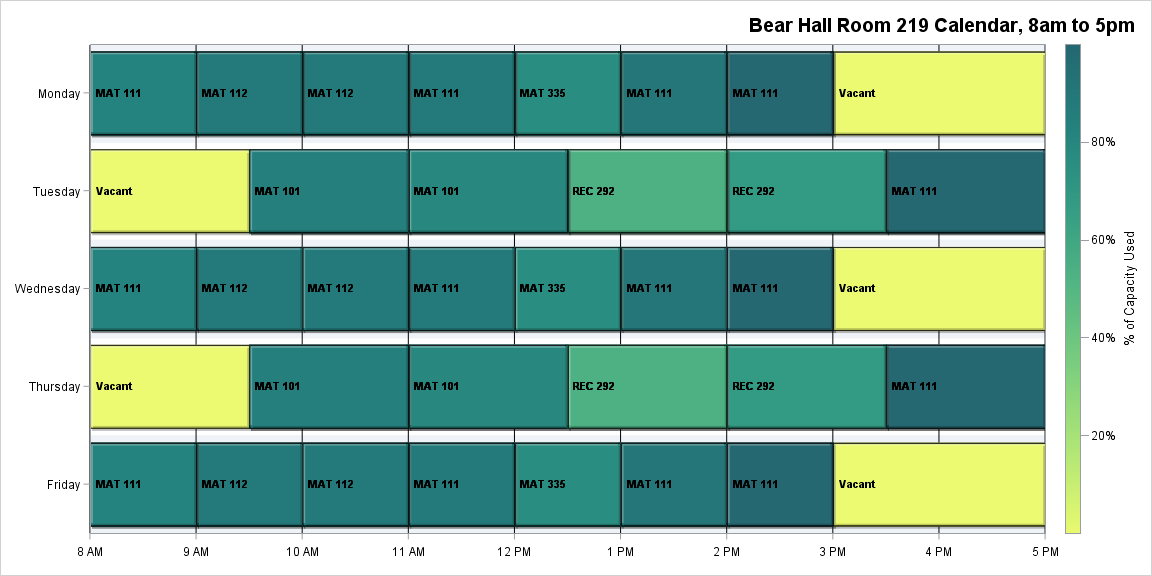 Bear Hall Room 219 Calendar, 8am to 5pm
Monday
MAT 111
MAT 112
MAT 112
MAT 111
MAT 335
MAT 111
MAT 111
Vacant
Tuesday
Vacant
MAT 101
MAT 101
REC 292
REC 292
MAT 111
Wednesday
MAT 111
MAT 112
MAT 112
MAT 111
MAT 335
MAT 111
MAT 111
Vacant
Thursday
Vacant
MAT 101
MAT 101
REC 292
REC 292
MAT 111
Friday
MAT 111
MAT 112
MAT 112
MAT 111
MAT 335
MAT 111
MAT 111
Vacant
8 AM
9 AM
10 AM
11 AM
12 PM
1 PM
2 PM
3 PM
4 PM
5 PM
80%
60%
40%
20%
% of Capacity Used